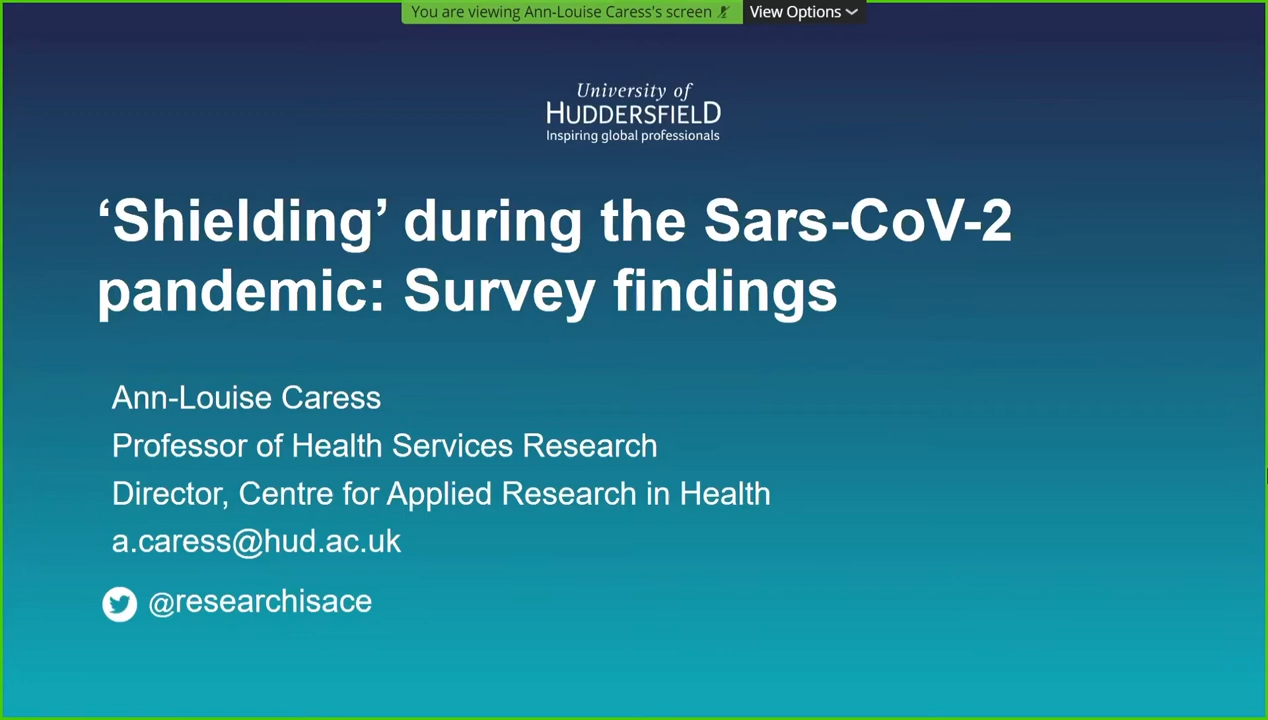 You are viewing Ann-Louise Caress's screen
View Options
University of
HUDDERSFIELD
Inspiring global professionals
‘Shielding’ during the Sars-CoV-2
pandemic: Survey findings
Ann-Louise Caress
Professor of Health Services Research
Director, Centre for Applied Research in Health
a.caress@hud.ac.uk
@researchisace